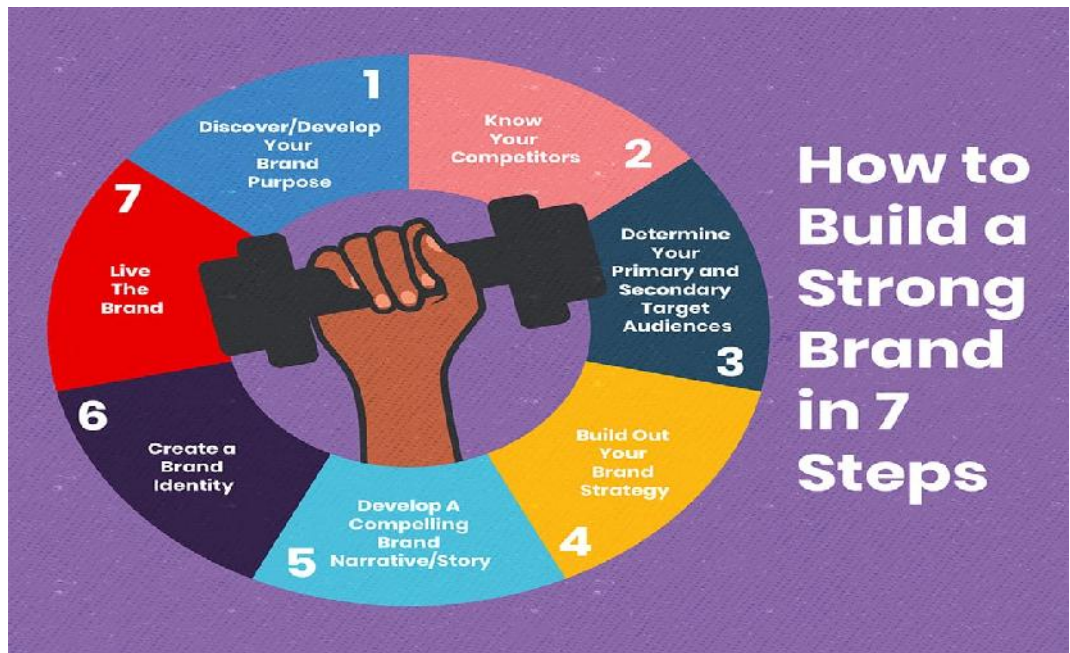 How to
Build a
Strong
Brand
in 7
Steps
1
Discover/Develop
Your
Brand
Purpose
Know
Your
Competitors
2
Determine
Your
Primary and
Secondary
Target
Audiences
3
Build Out
Your
Brand
Strategy
4
Develop A
Compelling
Brand
Narrative/Story
5
6
Create a
Brand
Identity
7
Live
The
Brand